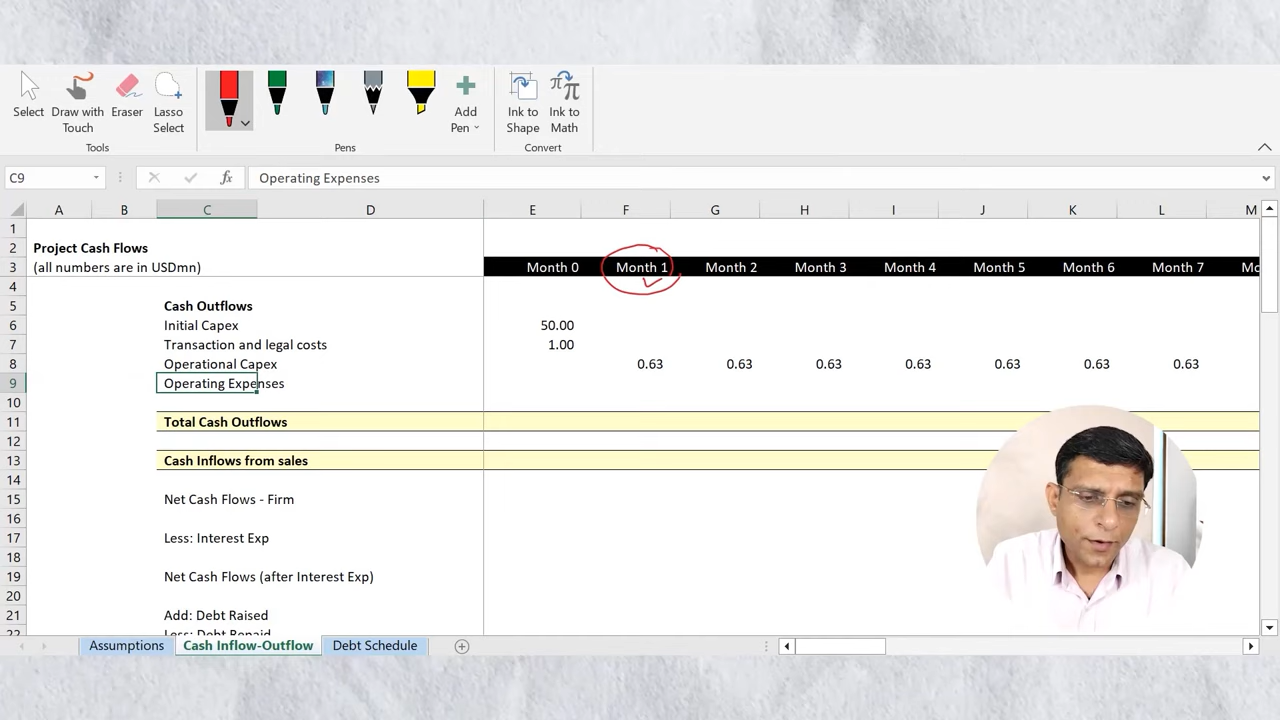 Select
Draw with Touch
Eraser
Lasso Select
Add Pen
Ink to Shape
Ink to Math
Tools
Pens
Convert
C9
fx
Operating Expenses
A B C D E F G H I J K L M
1
2 Project Cash Flows
3 (all numbers are in USDmn) Month 0 Month 1 Month 2 Month 3 Month 4 Month 5 Month 6 Month 7
4
5 Cash Outflows
6 Initial Capex 50.00
7 Transaction and legal costs 1.00
8 Operational Capex 0.63 0.63 0.63 0.63 0.63 0.63 0.63
9 Operating Expenses
10
11 Total Cash Outflows
12
13 Cash Inflows from sales
14
15 Net Cash Flows - Firm
16
17 Less: Interest Exp
18
19 Net Cash Flows (after Interest Exp)
20
21 Add: Debt Raised
22 Less: Debt Repaid
Assumptions Cash Inflow-Outflow Debt Schedule